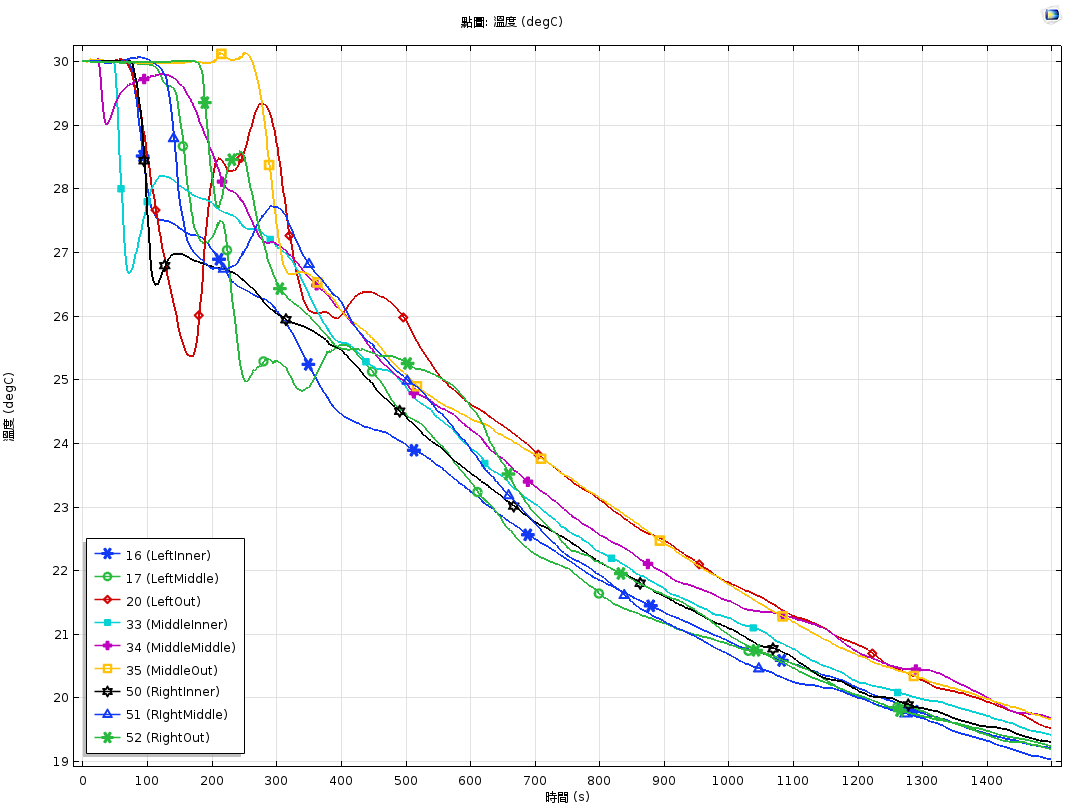 點圖: 溫度 (degC)
30
29
28
27
26
25
24
23
22
21
20
19
溫度 (degC)
16 (LeftInner)
17 (LeftMiddle)
20 (LeftOut)
33 (MiddleInner)
34 (MiddleMiddle)
35 (MiddleOut)
50 (RightInner)
51 (RIghtMiddle)
52 (RightOut)
0 100 200 300 400 500 600 700 800 900 1000 1100 1200 1300 1400
時間 (s)